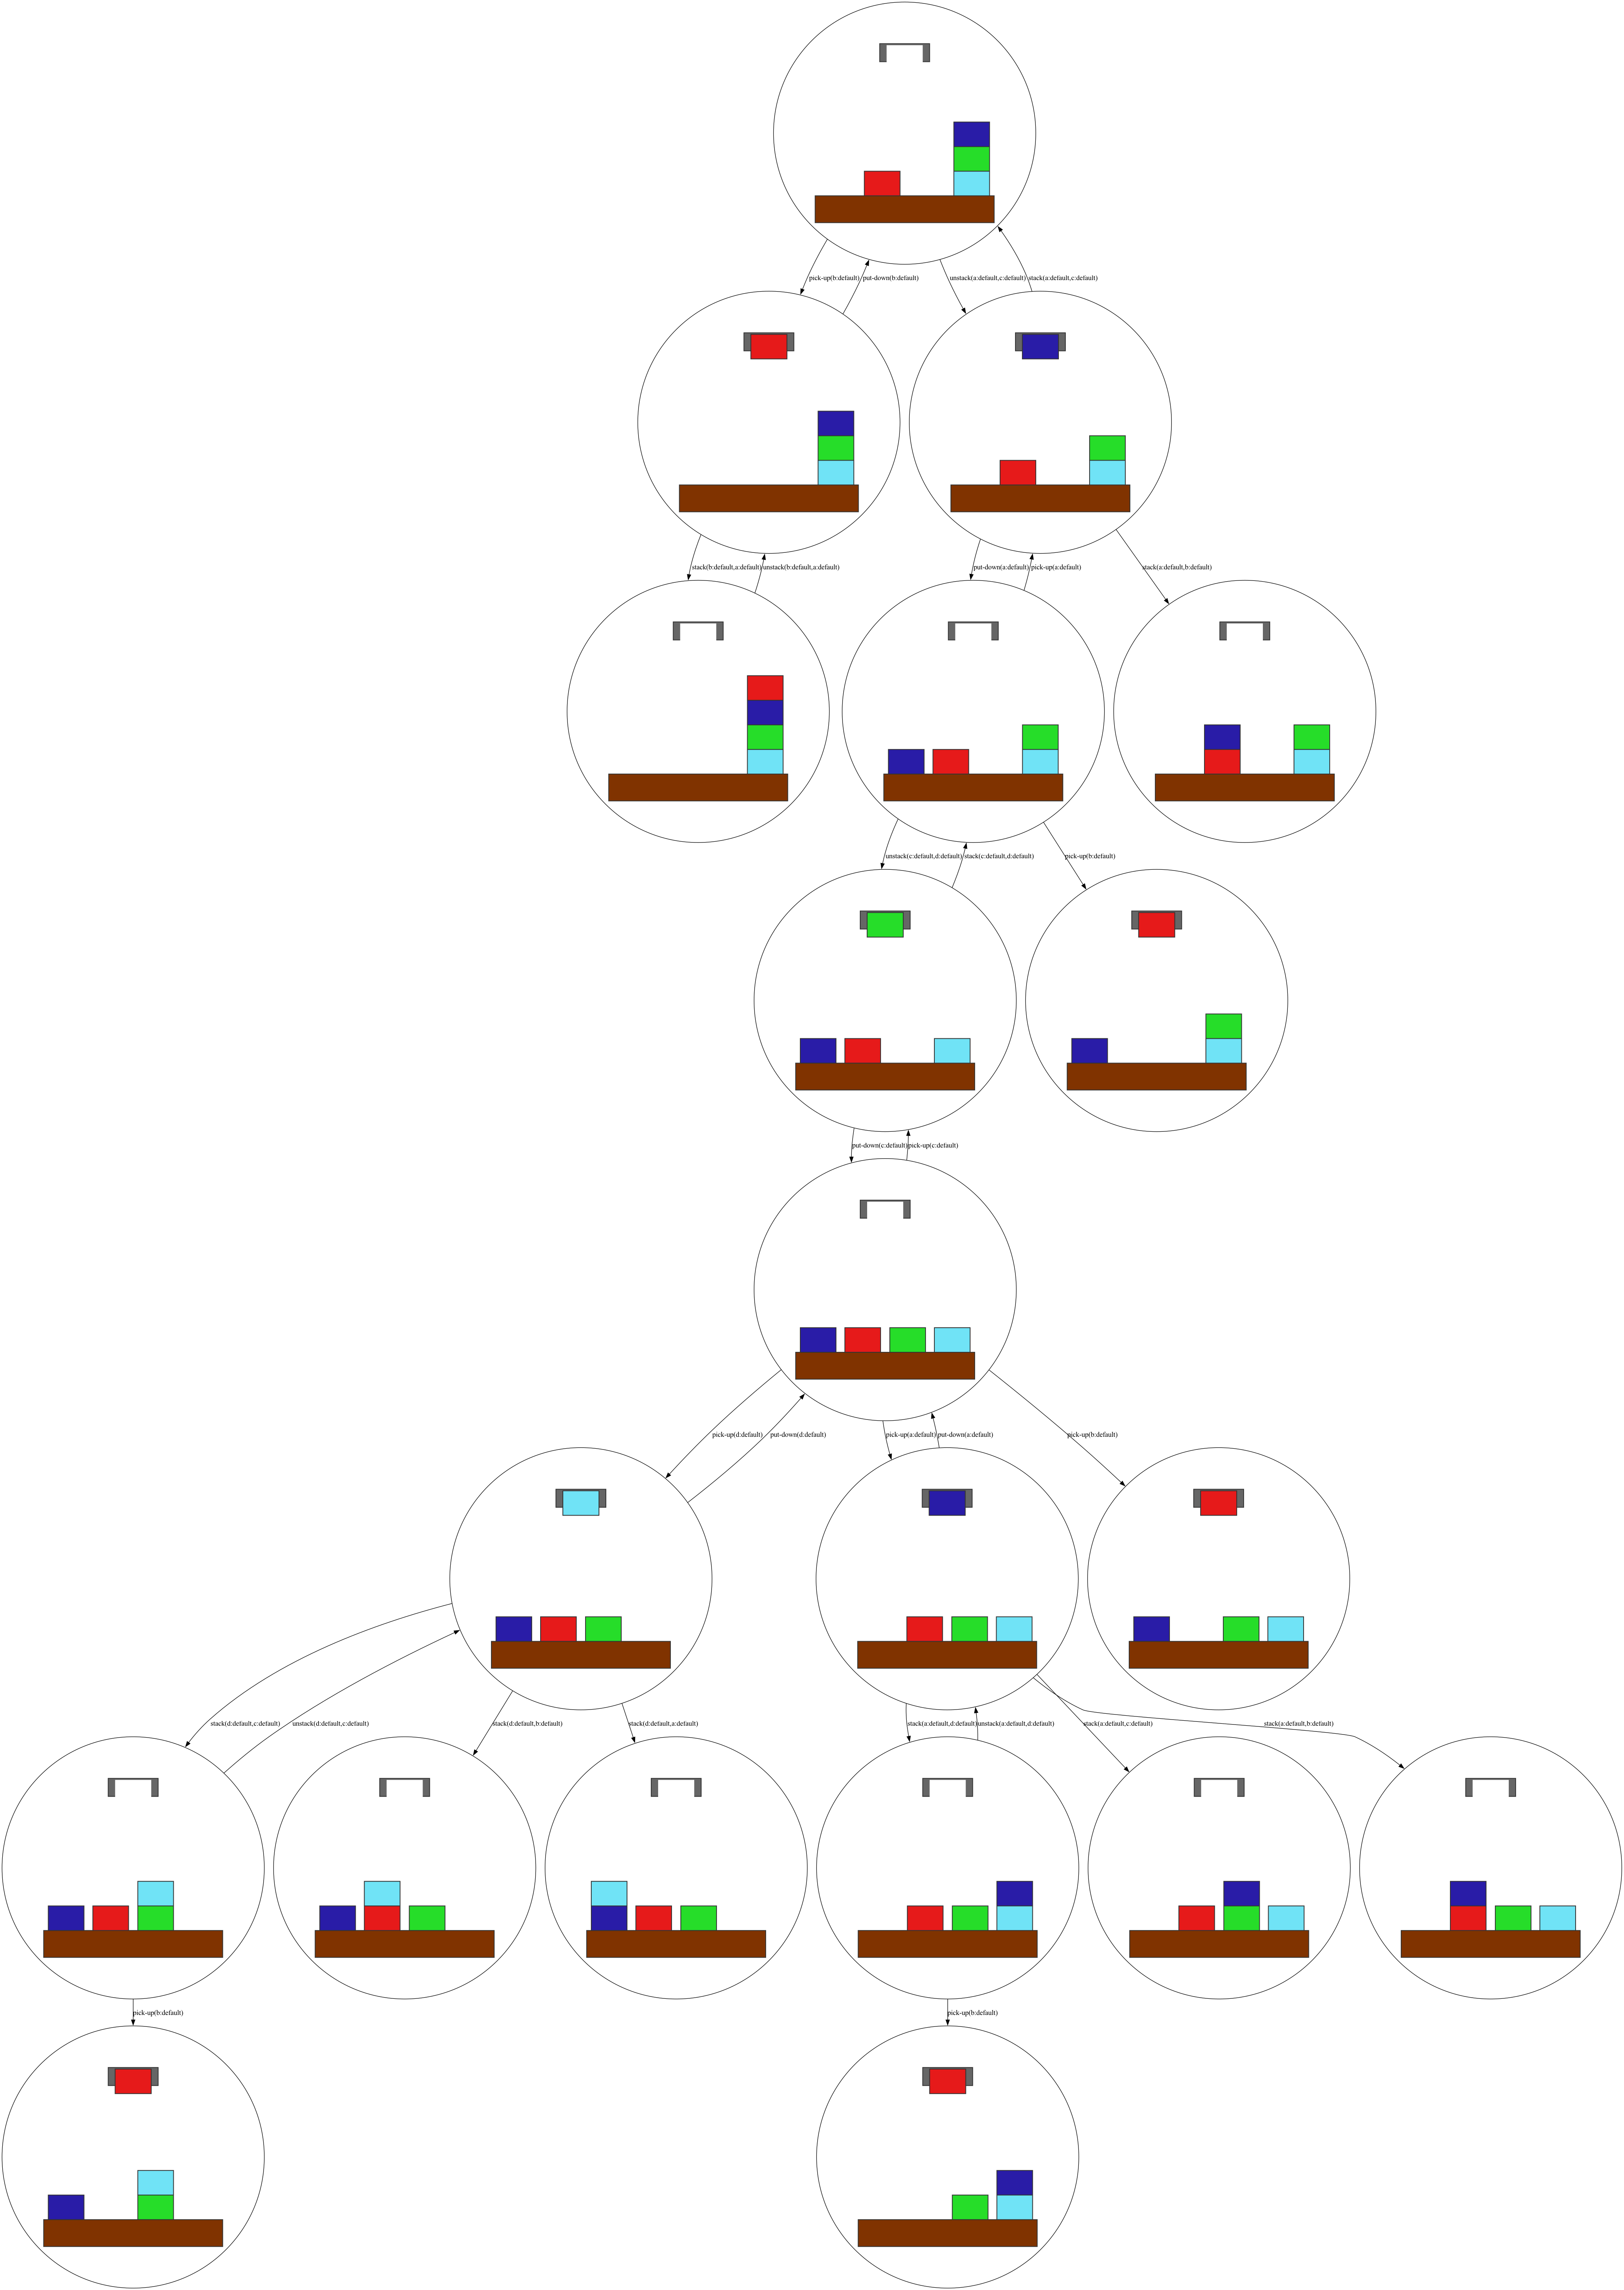 pick-up(b:default)
put-down(b:default)
unstack(a:default,c:default)
stack(a:default,c:default)
stack(b:default,a:default)
unstack(b:default,a:default)
put-down(a:default)
pick-up(a:default)
stack(a:default,b:default)
unstack(c:default,d:default)
stack(c:default,d:default)
pick-up(b:default)
put-down(c:default)
pick-up(c:default)
pick-up(d:default)
put-down(d:default)
pick-up(a:default)
put-down(a:default)
pick-up(b:default)
stack(d:default,c:default)
unstack(d:default,c:default)
stack(d:default,b:default)
stack(d:default,a:default)
stack(a:default,d:default)
unstack(a:default,d:default)
stack(a:default,c:default)
stack(a:default,b:default)
pick-up(b:default)
pick-up(b:default)